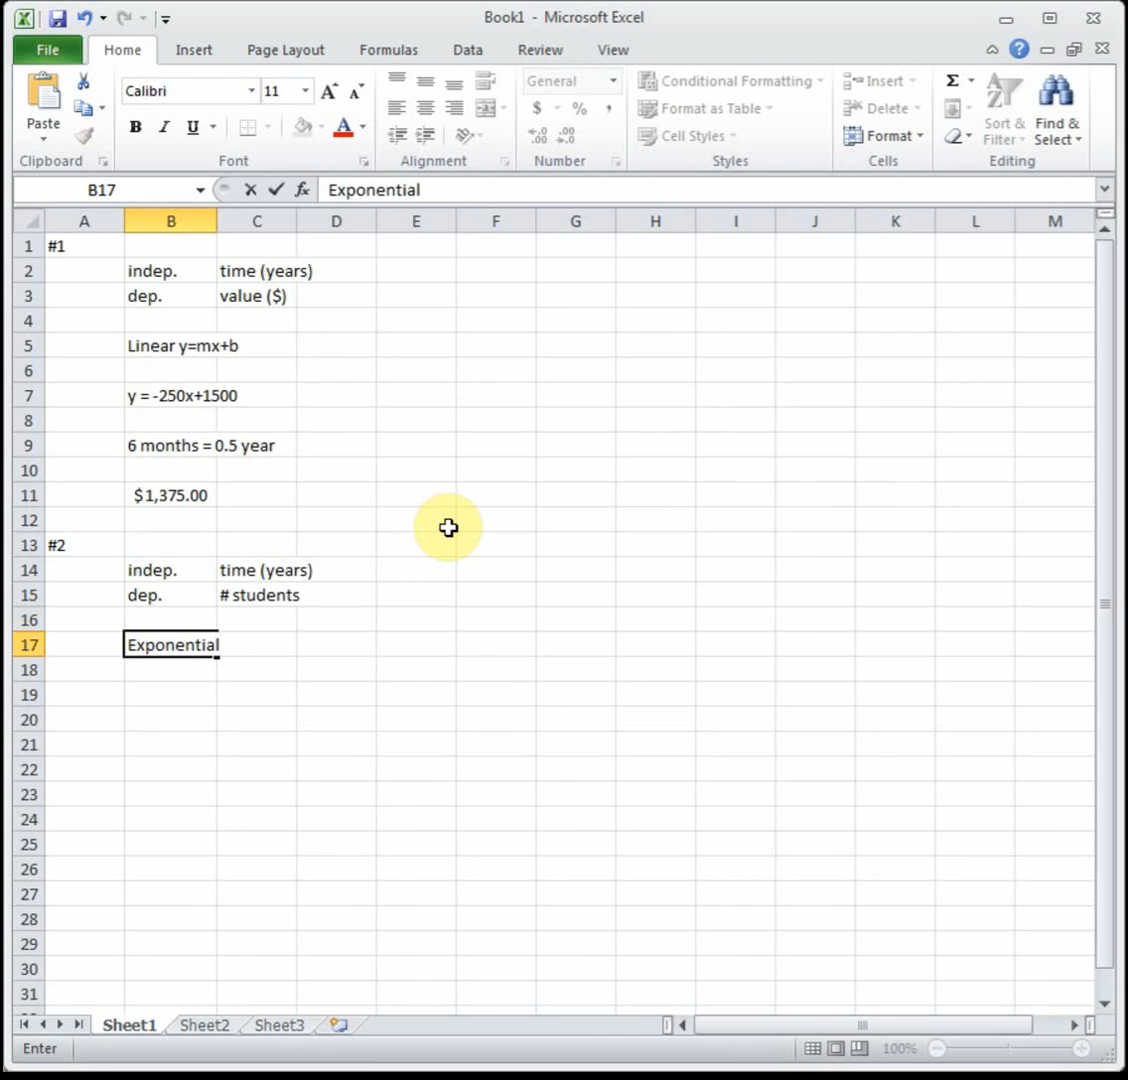 Book1 - Microsoft Excel
File Home Insert Page Layout Formulas Data Review View
Calibri 11 General Conditional Formatting Insert
Paste Format as Table Delete Sort & Filter Find & Select
B I U A $ % , Cell Styles Format
Clipboard Font Alignment Number Styles Cells Editing
B17 fx Exponential
A B C D E F G H I J K L M
1 #1
2 indep. time (years)
3 dep. value ($)
4
5 Linear y=mx+b
6
7 y = -250x+1500
8
9 6 months = 0.5 year
10
11 $1,375.00
12
13 #2
14 indep. time (years)
15 dep. # students
16
17 Exponential
18
19
20
21
22
23
24
25
26
27
28
29
30
31
Sheet1 Sheet2 Sheet3
Enter 100%